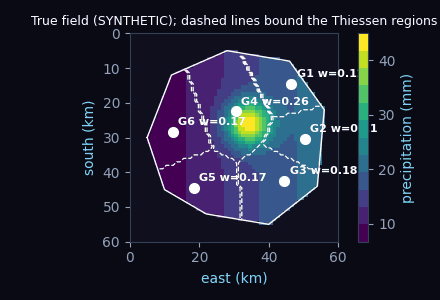 True field (SYNTHETIC); dashed lines bound the Thiessen regions
0
10
20
30
40
50
60
south (km)
G1 w=0.1
G4 w=0.26
G6 w=0.17
G2
G3 w=0.18
G5 w=0.17
0 20 40 60
east (km)
40
30
20
10
precipitation (mm)